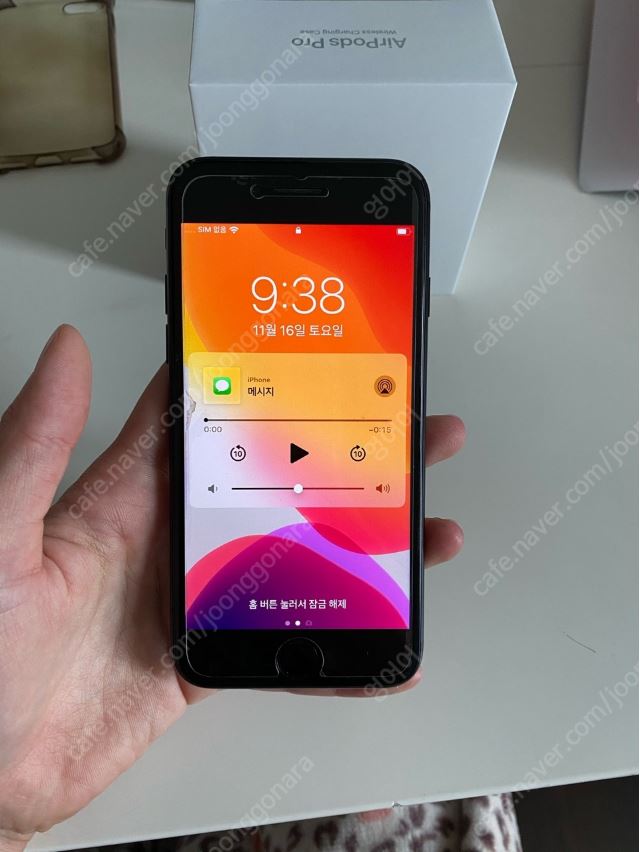 AirPods Pro
Wireless Charging Case
SIM 없음
9:38
11월 16일 토요일
iPhone
메시지
0:00
-0:15
10
10
홈 버튼 눌러서 잠금 해제
cafe.naver.com/joonggonara
cafe.naver.com/joonggonara
cafe.naver.com/joonggonara